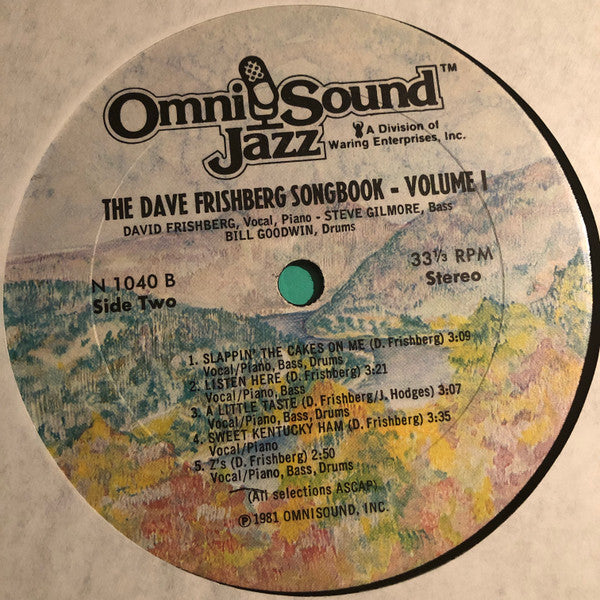 OmniSound™
Jazz
A Division of
Waring Enterprises, Inc.
THE DAVE FRISHBERG SONGBOOK - VOLUME I
DAVID FRISHBERG, Vocal, Piano - STEVE GILMORE, Bass
BILL GOODWIN, Drums
N 1040 B
Side Two
33⅓ RPM
Stereo
1. SLAPPIN' THE CAKES ON ME (D. Frishberg) 3:09
Vocal/Piano, Bass, Drums
2. LISTEN HERE (D. Frishberg) 3:21
Vocal/Piano, Bass
3. A LITTLE TASTE (D. Frishberg/J. Hodges) 3:07
Vocal/Piano, Bass, Drums
4. SWEET KENTUCKY HAM (D. Frishberg) 3:35
Vocal/Piano
5. Z's (D. Frishberg) 2:50
Vocal/Piano, Bass, Drums
(All selections ASCAP)
℗1981 OMNISOUND, INC.